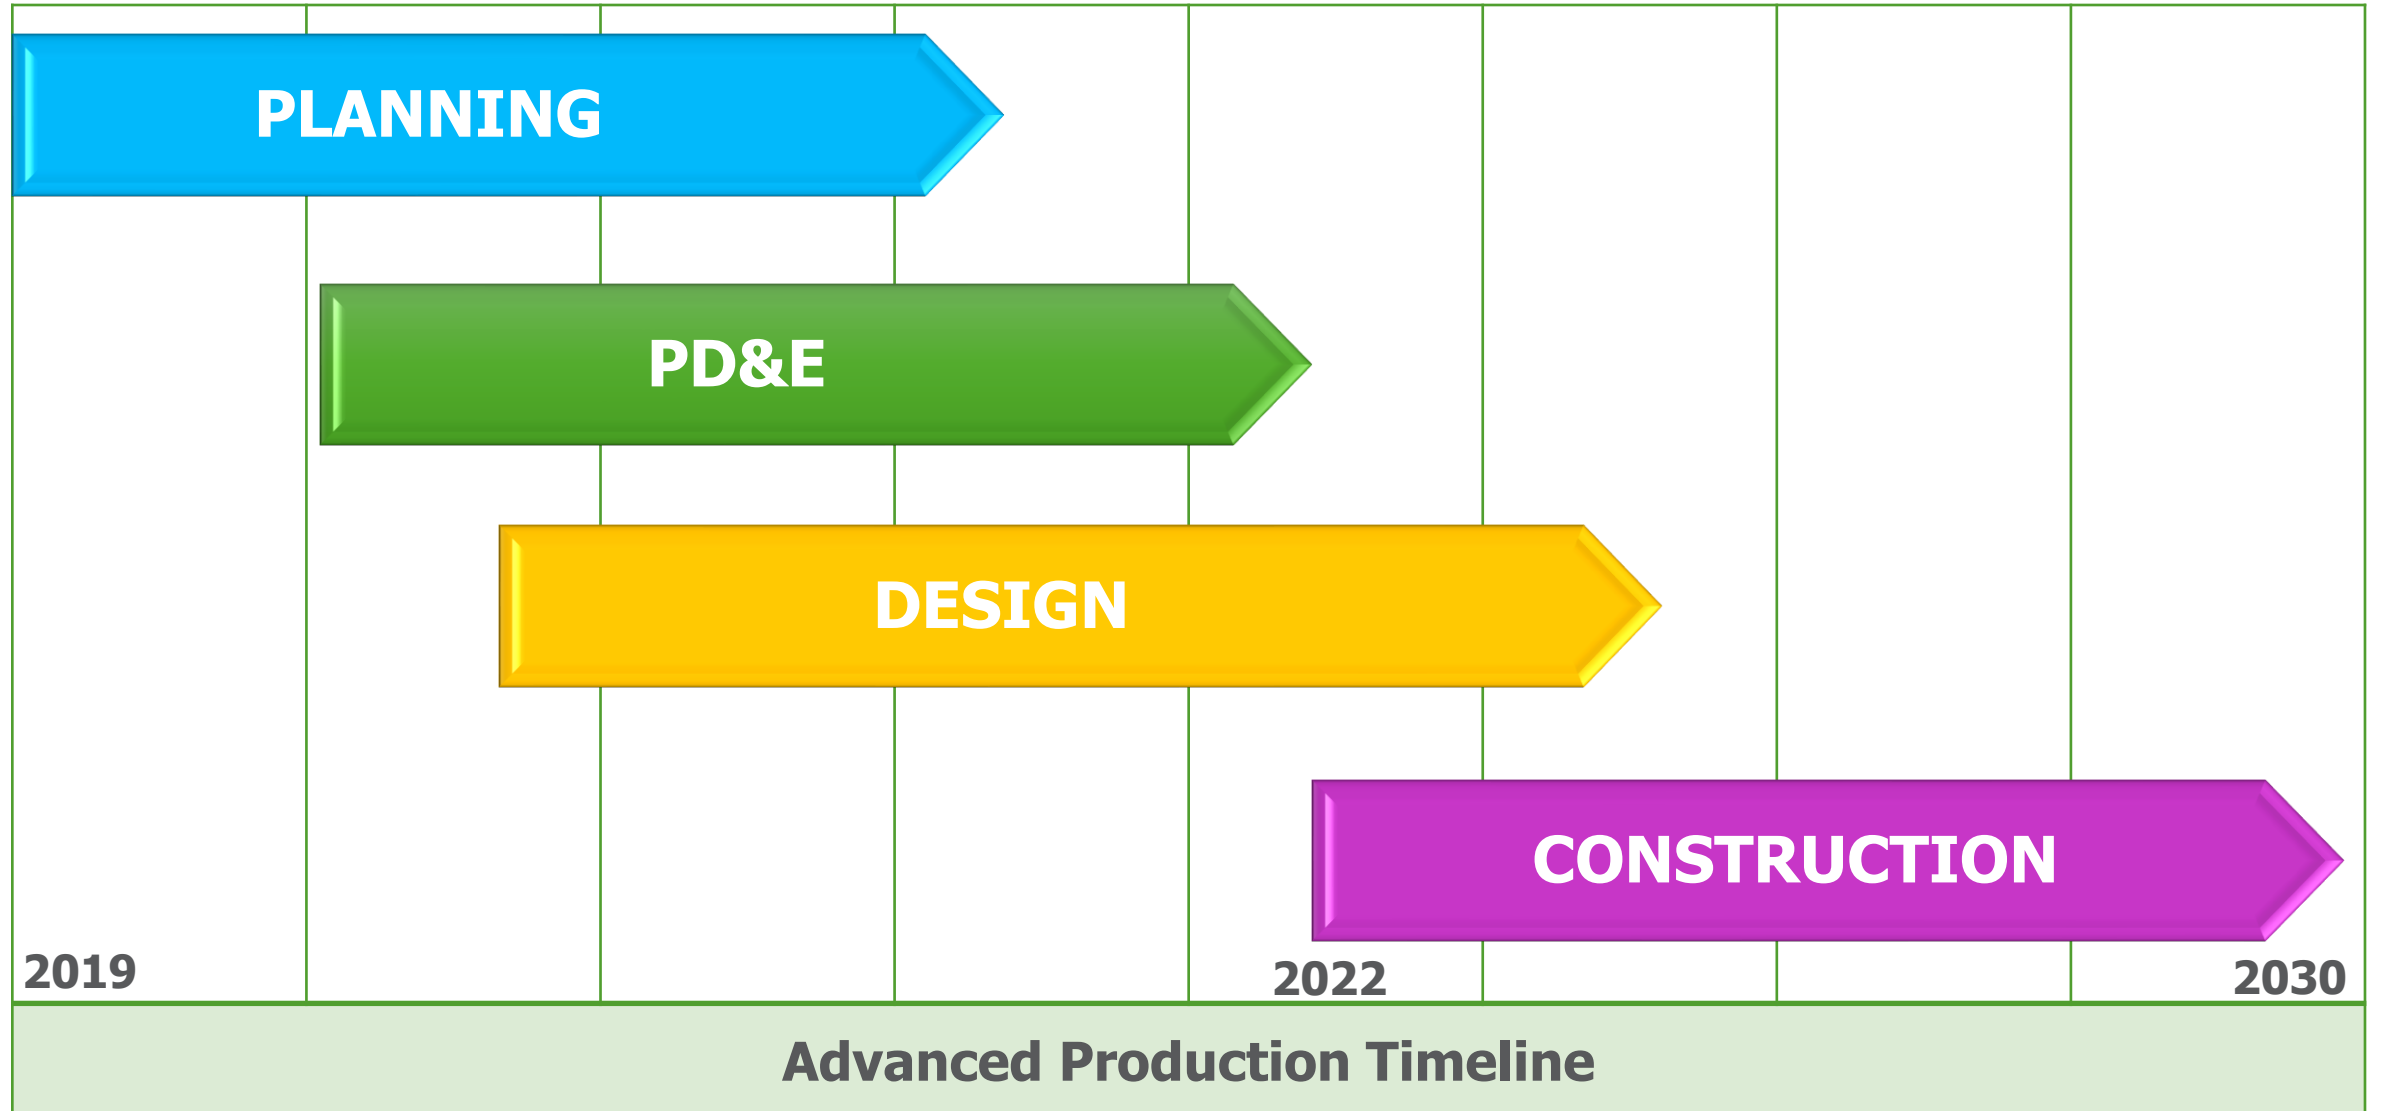 PLANNING
PD&E
DESIGN
CONSTRUCTION
2019
2022
2030
Advanced Production Timeline